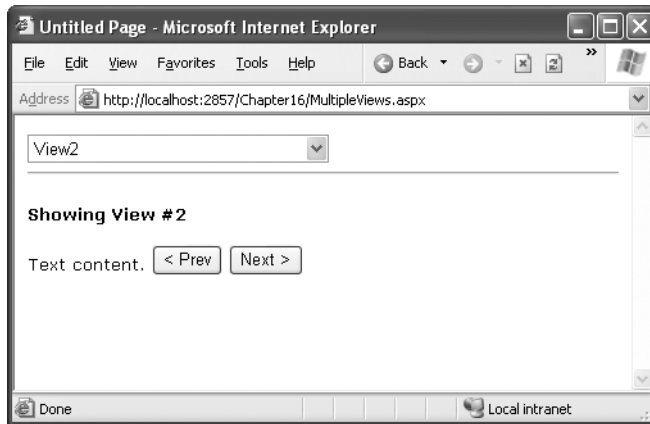 Untitled Page - Microsoft Internet Explorer
File Edit View Favorites Tools Help Back »
Address http://localhost:2857/Chapter16/MultipleViews.aspx
View2
Showing View #2
Text content. < Prev Next >
Done Local intranet